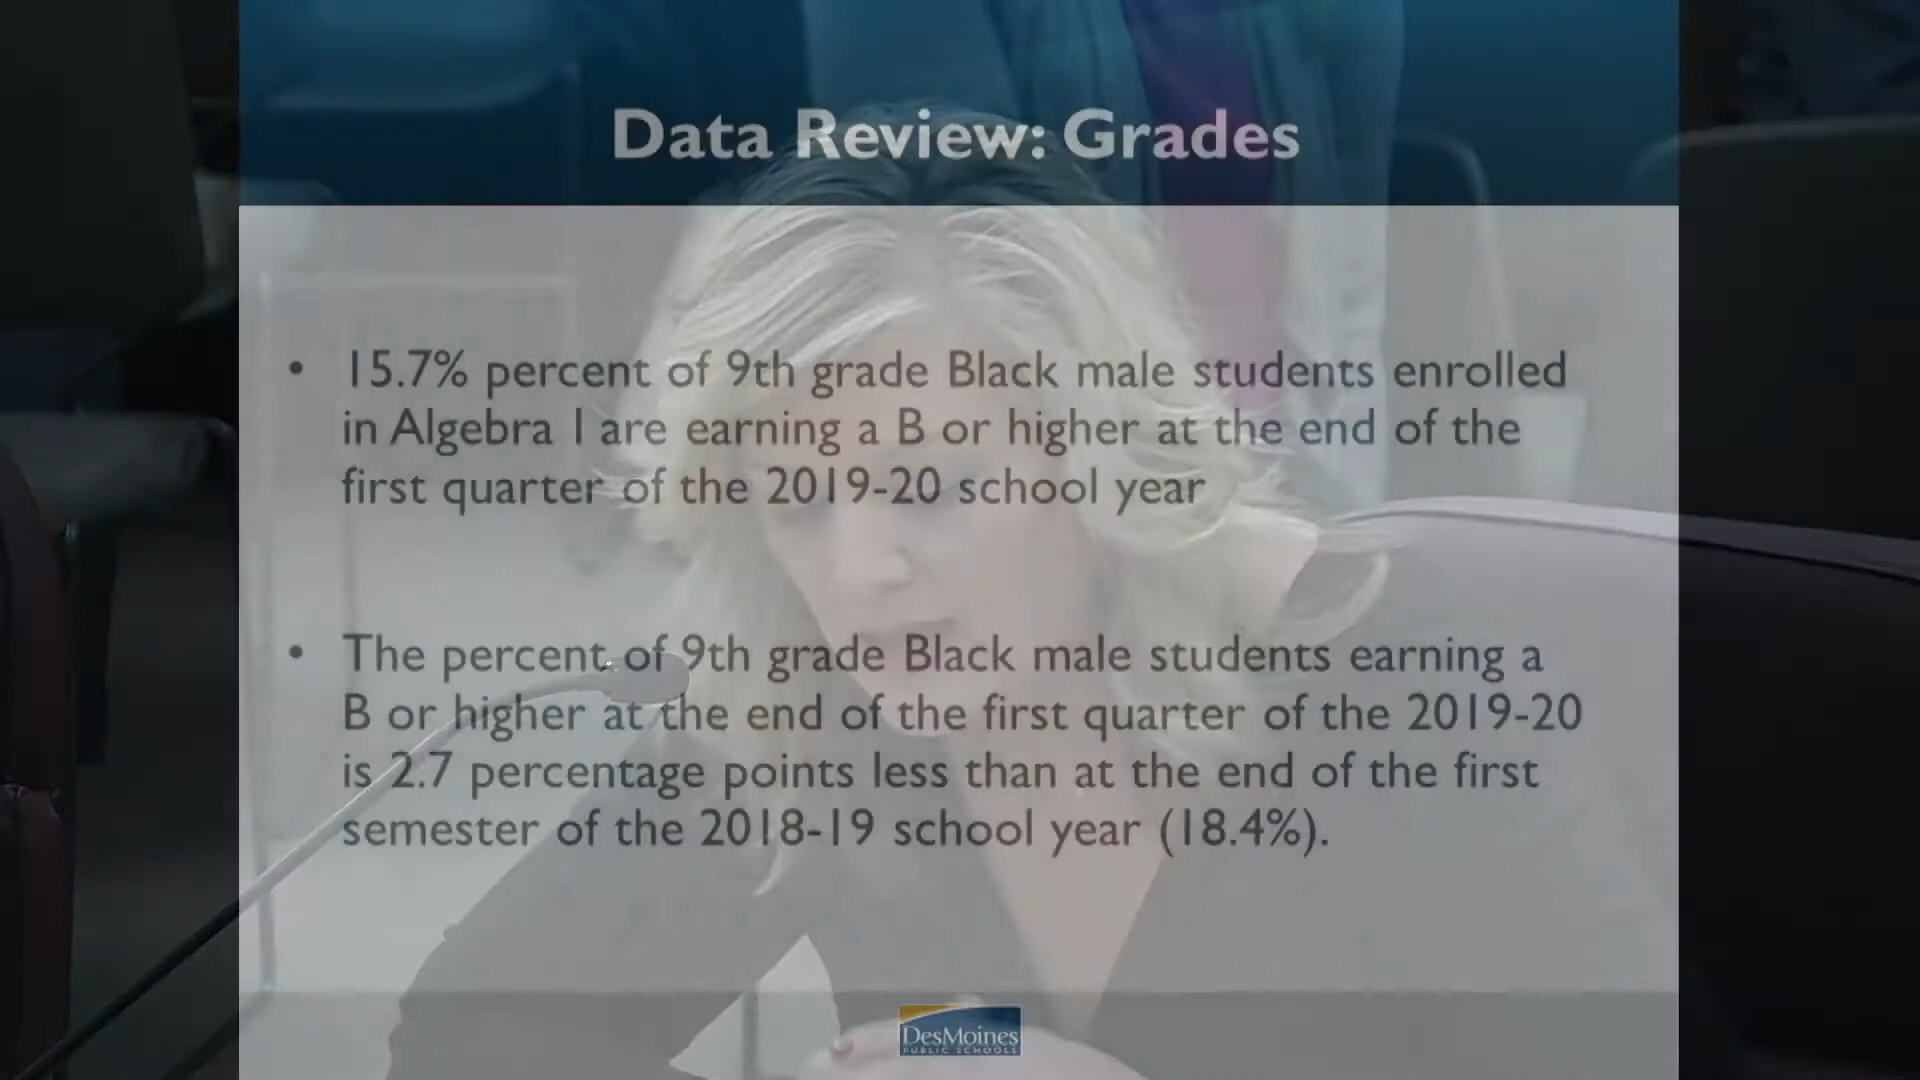 Data Review: Grades
• 15.7% percent of 9th grade Black male students enrolled
in Algebra I are earning a B or higher at the end of the
first quarter of the 2019-20 school year
• The percent of 9th grade Black male students earning a
B or higher at the end of the first quarter of the 2019-20
is 2.7 percentage points less than at the end of the first
semester of the 2018-19 school year (18.4%).
DesMoines
PUBLIC SCHOOLS